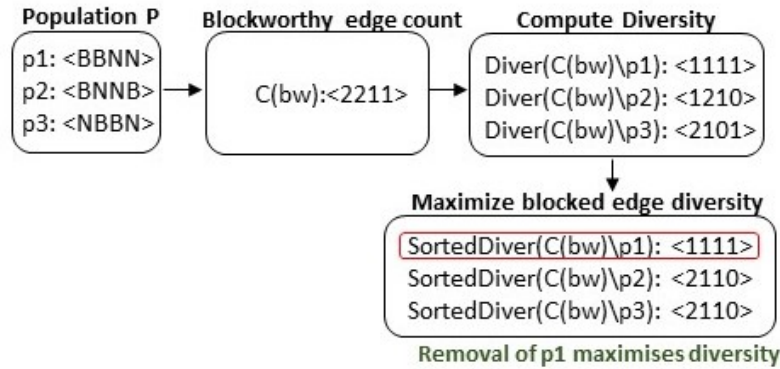 Population P
Blockworthy edge count
Compute Diversity
p1: <BBNN>
p2: <BNNB>
p3: <NBBN>
C(bw):<2211>
Diver(C(bw)\p1): <1111>
Diver(C(bw)\p2): <1210>
Diver(C(bw)\p3): <2101>
Maximize blocked edge diversity
SortedDiver(C(bw)\p1): <1111>
SortedDiver(C(bw)\p2): <2110>
SortedDiver(C(bw)\p3): <2110>
Removal of p1 maximises diversity